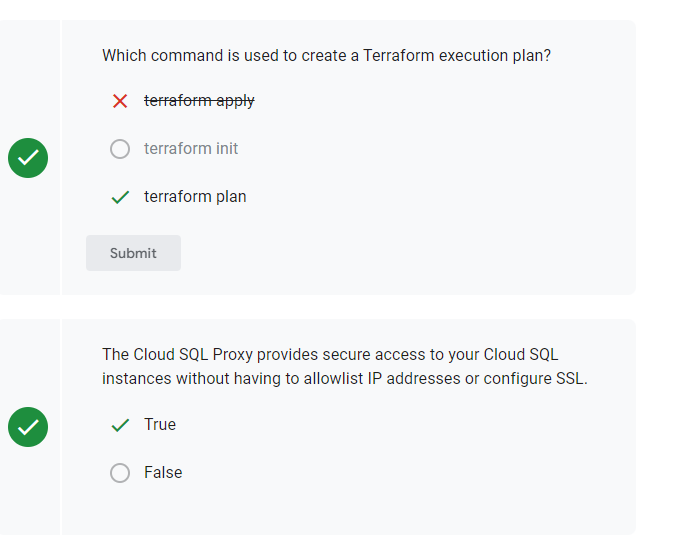 Which command is used to create a Terraform execution plan?
terraform apply
terraform init
terraform plan
Submit
The Cloud SQL Proxy provides secure access to your Cloud SQL
instances without having to allowlist IP addresses or configure SSL.
True
False